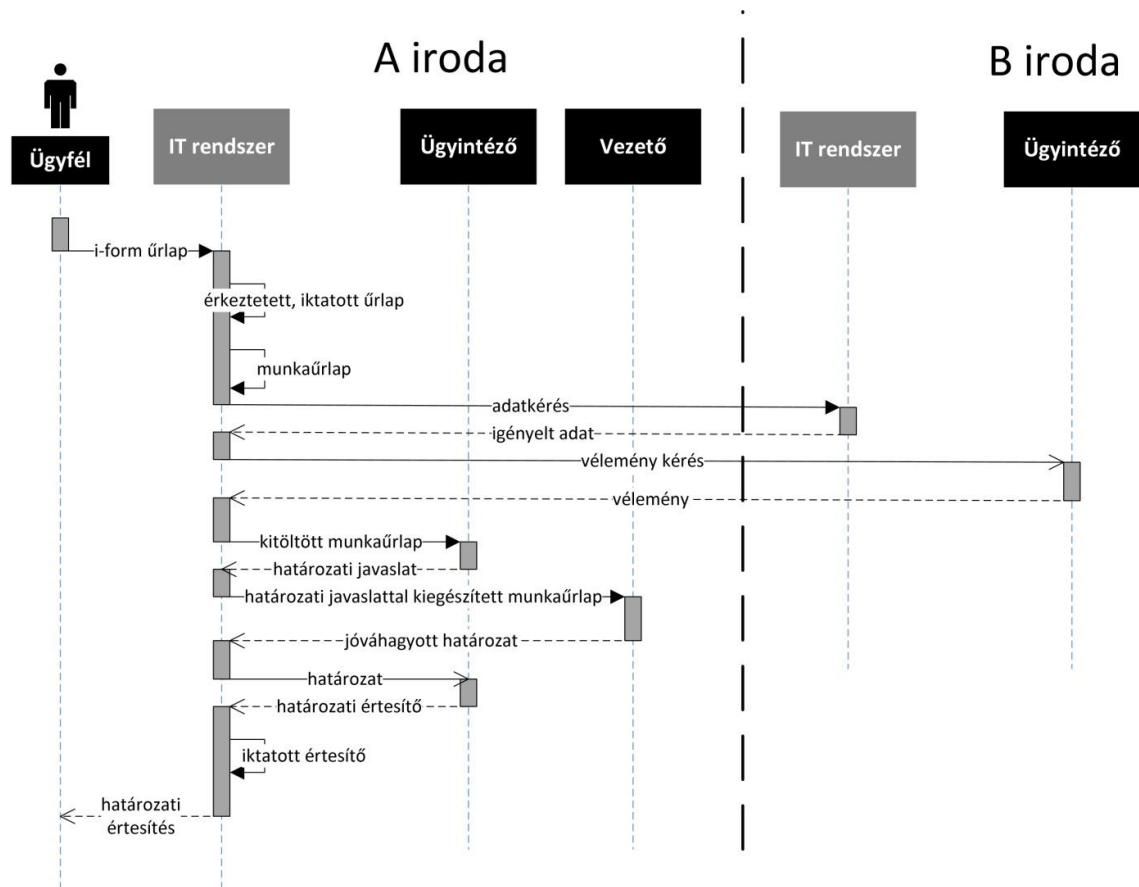 A iroda
B iroda
Ügyfél
IT rendszer
Ügyintéző
Vezető
IT rendszer
Ügyintéző
i-form űrlap
érkeztetett, iktatott űrlap
munkaűrlap
adatkérés
igényelt adat
vélemény kérés
vélemény
kitöltött munkaűrlap
határozati javaslat
határozati javaslattal kiegészített munkaűrlap
jóváhagyott határozat
határozat
határozati értesítő
iktatott értesítő
határozati
értesítés